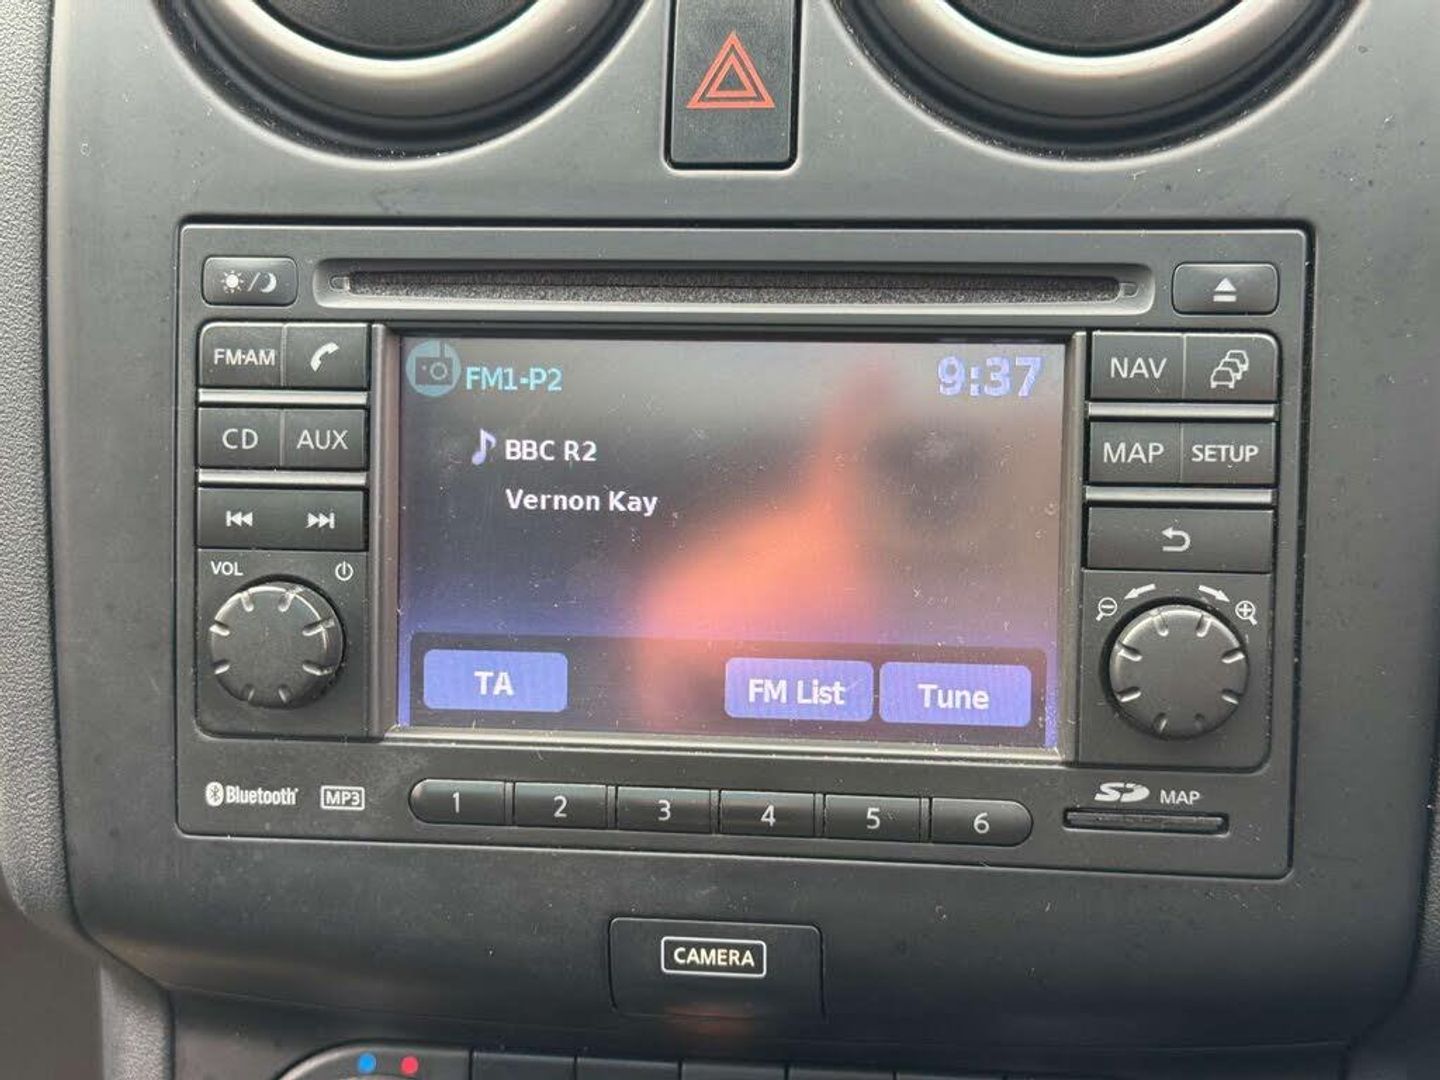 FM·AM
CD AUX
VOL
FM1-P2 9:37
BBC R2
Vernon Kay
TA FM List Tune
NAV
MAP SETUP
Bluetooth MP3
1 2 3 4 5 6
SD MAP
CAMERA